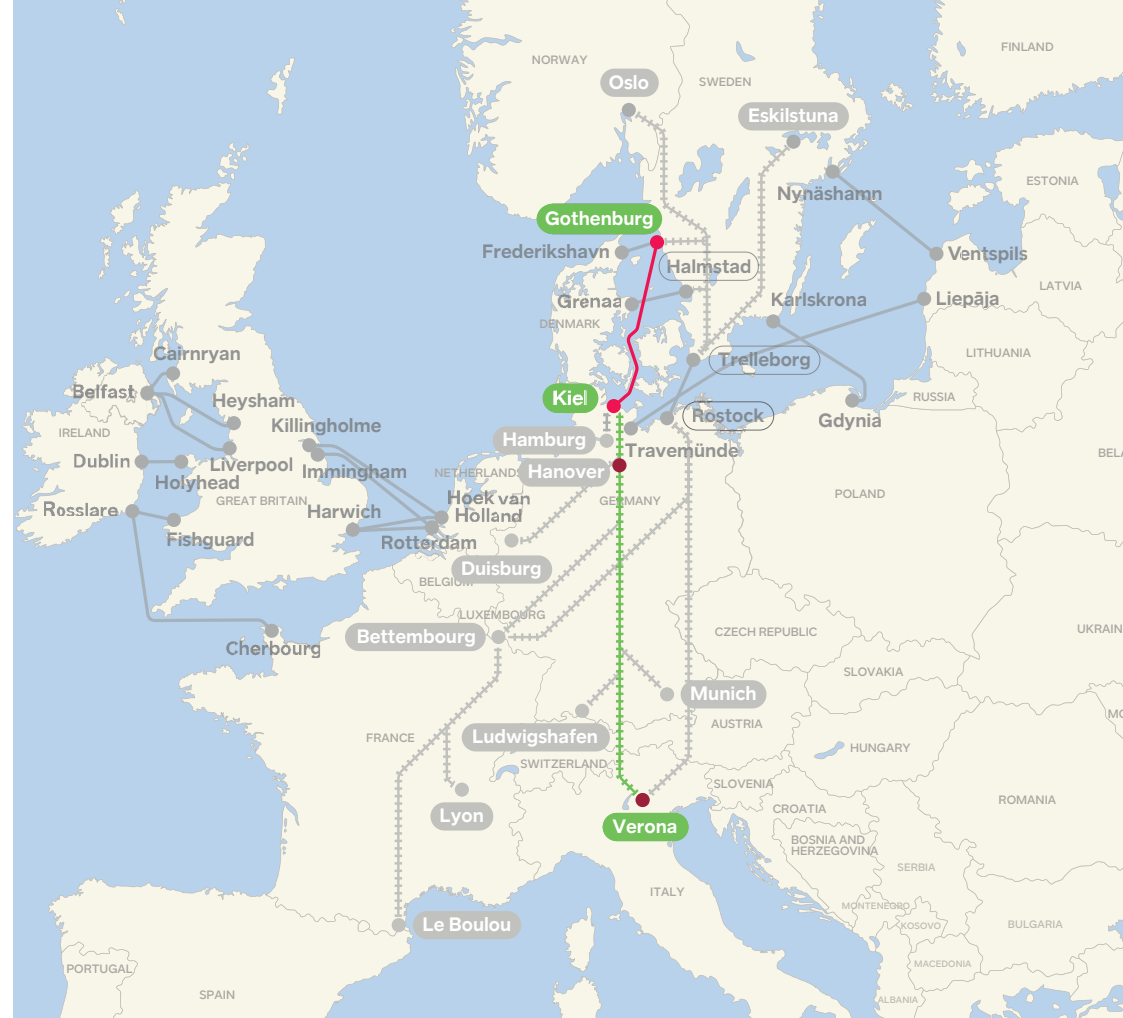 FINLAND
NORWAY
Oslo
SWEDEN
Eskilstuna
ESTONIA
Nynäshamn
Gothenburg
Frederikshavn
Ventspils
Halmstad
LATVIA
Grenaa
Karlskrona
Liepāja
DENMARK
Cairnryan
LITHUANIA
Trelleborg
Belfast
Kiel
Heysham
RUSSIA
Rostock
Gdynia
Killingholme
IRELAND
Hamburg
Travemünde
BELA
Dublin
Liverpool
Immingham
NETHERLANDS
Hanover
Holyhead
GREAT BRITAIN
Hoek van
Holland
GERMANY
POLAND
Rosslare
Harwich
Fishguard
Rotterdam
Duisburg
BELGIUM
LUXEMBOURG
UKRAIN
CZECH REPUBLIC
Bettembourg
Cherbourg
SLOVAKIA
Munich
MO
AUSTRIA
FRANCE
Ludwigshafen
HUNGARY
SWITZERLAND
SLOVENIA
ROMANIA
CROATIA
Lyon
Verona
BOSNIA AND
HERZEGOVINA
SERBIA
ITALY
MONTENEGRO
Le Boulou
KOSOVO
BULGARIA
PORTUGAL
MACEDONIA
SPAIN
ALBANIA